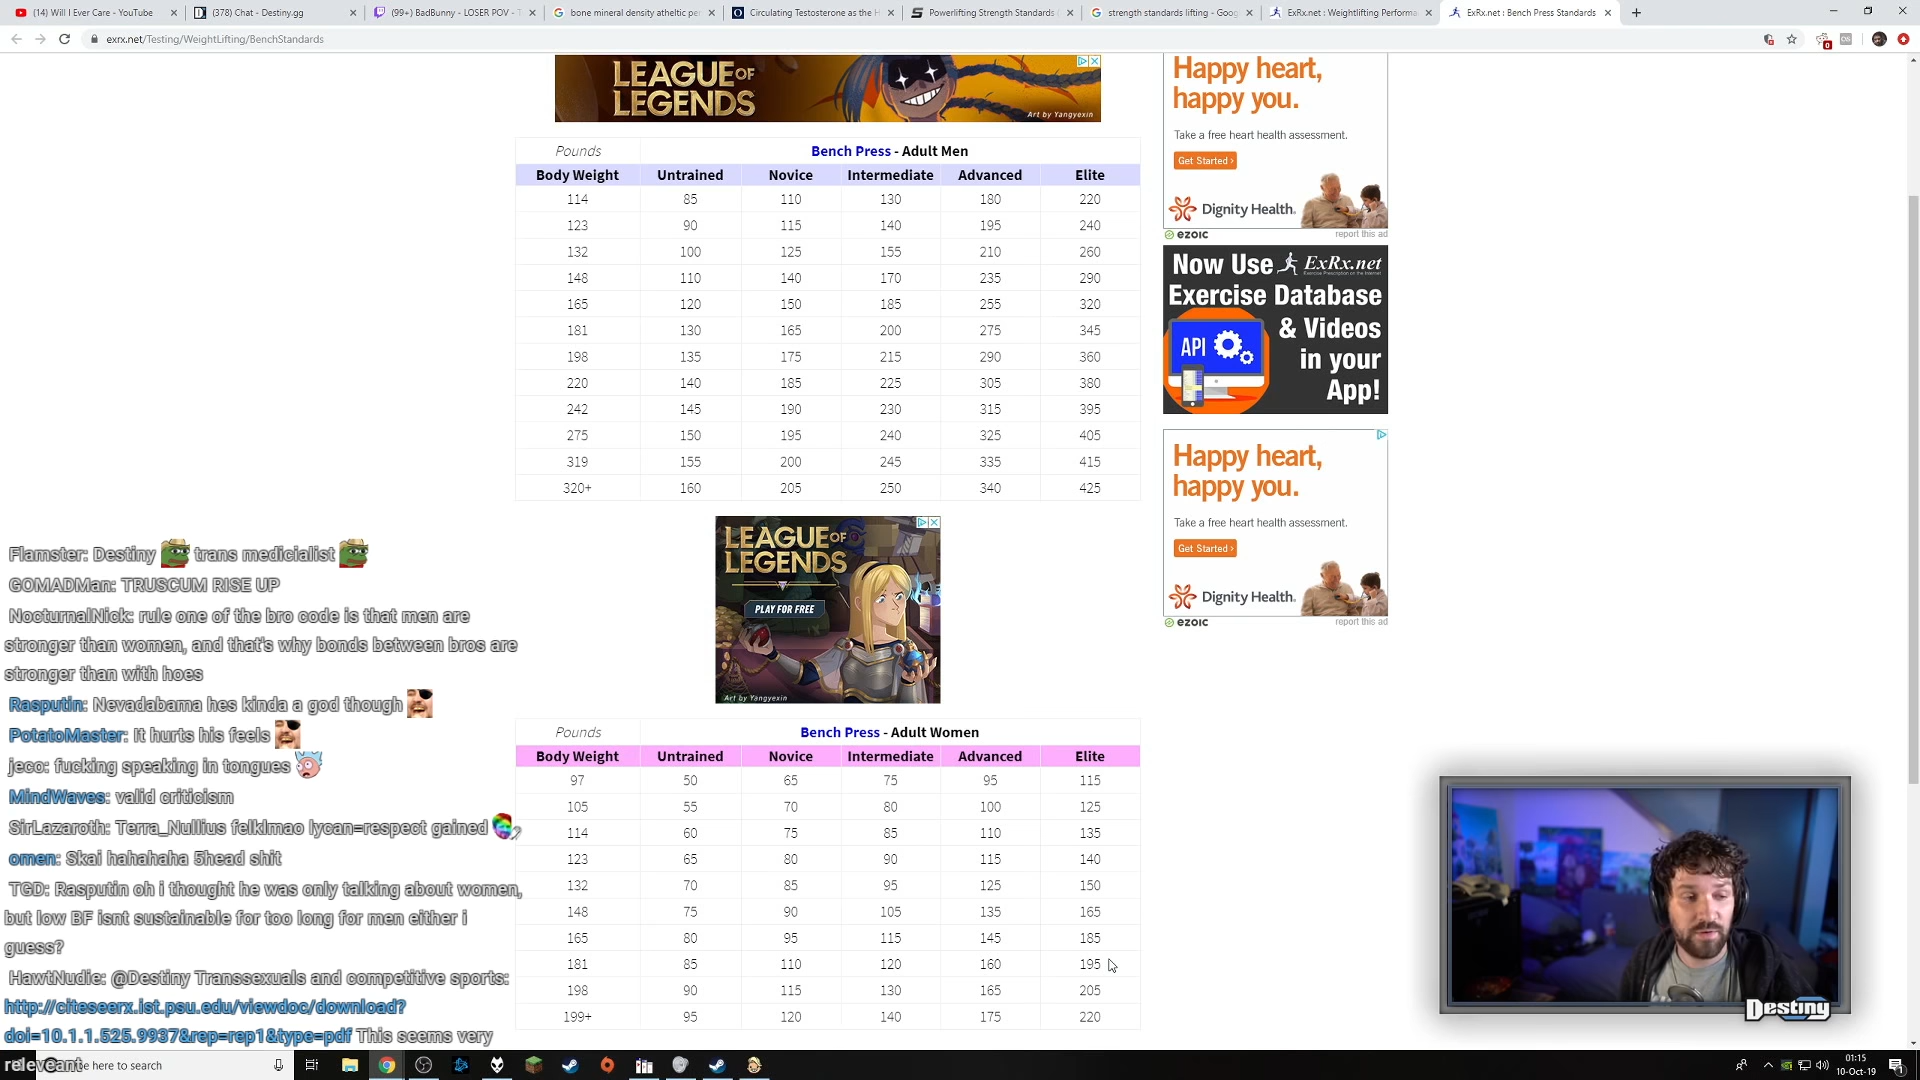 (14) Will I Ever Care - YouTube
(378) Chat - Destiny.gg
(99+) BadBunny - LOSER POV - T
bone mineral density atheltic pe
Circulating Testosterone as the H
Powerlifting Strength Standards
strength standards lifting - Goog
ExRx.net : Weightlifting Performa
ExRx.net : Bench Press Standards
exrx.net/Testing/WeightLifting/BenchStandards
LEAGUE OF LEGENDS
Art by Yangyexin
Pounds Bench Press - Adult Men
Body Weight Untrained Novice Intermediate Advanced Elite
114 85 110 130 180 220
123 90 115 140 195 240
132 100 125 155 210 260
148 110 140 170 235 290
165 120 150 185 255 320
181 130 165 200 275 345
198 135 175 215 290 360
220 140 185 225 305 380
242 145 190 230 315 395
275 150 195 240 325 405
319 155 200 245 335 415
320+ 160 205 250 340 425
LEAGUE OF
LEGENDS
PLAY FOR FREE
Art by Yangyexin
Pounds Bench Press - Adult Women
Body Weight Untrained Novice Intermediate Advanced Elite
97 50 65 75 95 115
105 55 70 80 100 125
114 60 75 85 110 135
123 65 80 90 115 140
132 70 85 95 125 150
148 75 90 105 135 165
165 80 95 115 145 185
181 85 110 120 160 195
198 90 115 130 165 205
199+ 95 120 140 175 220
Happy heart,
happy you.
Take a free heart health assessment.
Get Started ›
Dignity Health.
ezoic report this ad
Now Use ExRx.net
Exercise Prescription on the Internet
Exercise Database
& Videos
in your
App!
API
Happy heart,
happy you.
Take a free heart health assessment.
Get Started ›
Dignity Health.
ezoic report this ad
Flamster: Destiny trans medicialist
GOMADMan: TRUSCUM RISE UP
NocturnalNick: rule one of the bro code is that men are
stronger than women, and that's why bonds between bros are
stronger than with hoes
Rasputin: Nevadabama hes kinda a god though
PotatoMaster: It hurts his feels
jeco: fucking speaking in tongues
MindWaves: valid criticism
SirLazaroth: Terra_Nullius felklmao lycan=respect gained
omen: Skai hahahaha 5head shit
TGD: Rasputin oh i thought he was only talking about women,
but low BF isnt sustainable for too long for men either i
guess?
HawtNudie: @Destiny Transsexuals and competitive sports:
http://citeseerx.ist.psu.edu/viewdoc/download?
doi=10.1.1.525.9937&rep=rep1&type=pdf This seems very
releveant
here to search
Destiny
01:15
10-Oct-19